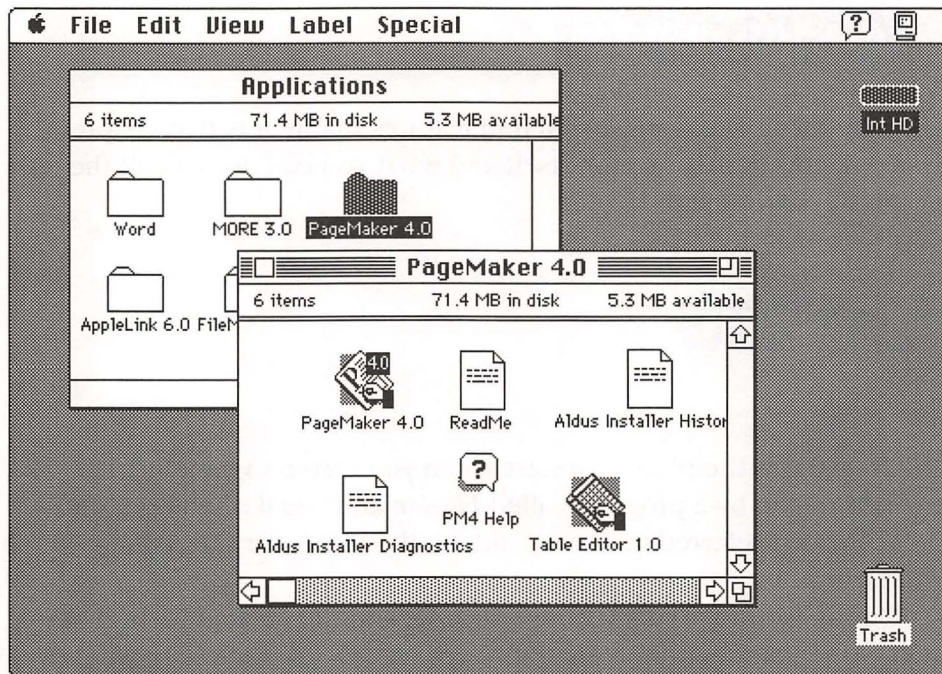 File Edit View Label Special
Applications
6 items 71.4 MB in disk 5.3 MB available
Int HD
Word MORE 3.0 PageMaker 4.0
AppleLink 6.0 FileM
PageMaker 4.0
6 items 71.4 MB in disk 5.3 MB available
4.0
PageMaker 4.0 ReadMe Aldus Installer Histor
PM4 Help
Aldus Installer Diagnostics Table Editor 1.0
Trash